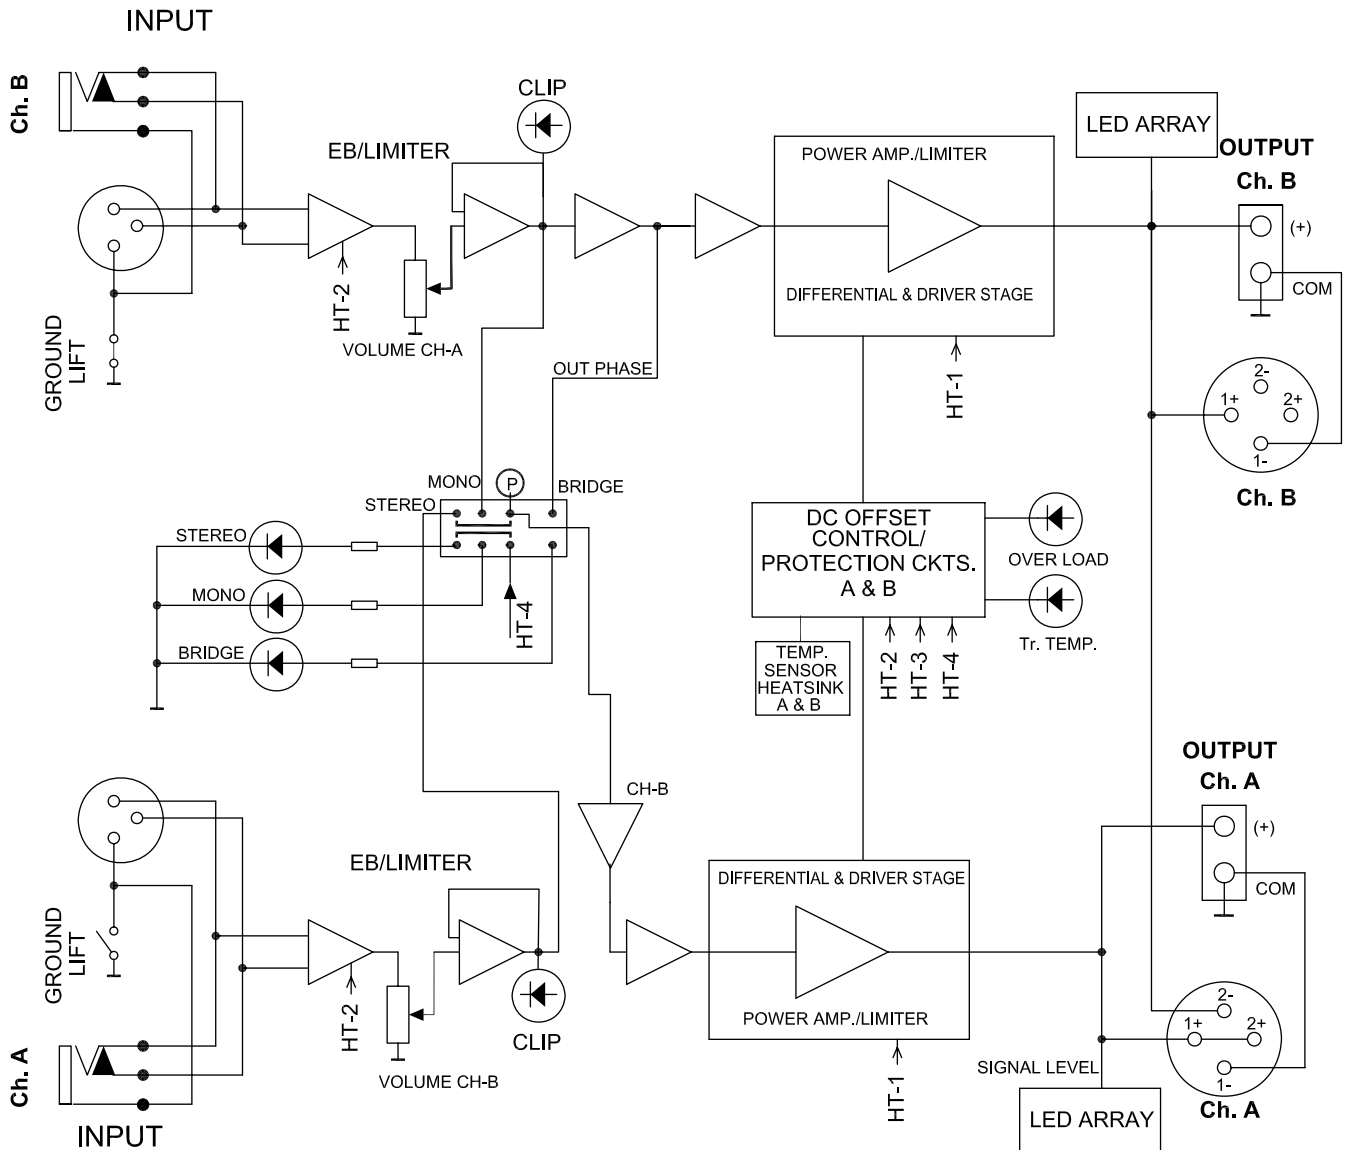 INPUT
Ch. B
CLIP
EB/LIMITER
HT-2
VOLUME CH-A
GROUND
LIFT
POWER AMP./LIMITER
DIFFERENTIAL & DRIVER STAGE
HT-1
LED ARRAY
OUTPUT
Ch. B
(+)
COM
2-
1+
2+
1-
Ch. B
OUT PHASE
MONO
P
BRIDGE
STEREO
STEREO
MONO
BRIDGE
HT-4
DC OFFSET
CONTROL/
PROTECTION CKTS.
A & B
OVER LOAD
Tr. TEMP.
TEMP.
SENSOR
HEATSINK
A & B
HT-2
HT-3
HT-4
CH-B
OUTPUT
Ch. A
(+)
COM
EB/LIMITER
DIFFERENTIAL & DRIVER STAGE
POWER AMP./LIMITER
GROUND
LIFT
HT-2
CLIP
VOLUME CH-B
HT-1
2-
1+
2+
1-
Ch. A
SIGNAL LEVEL
LED ARRAY
Ch. A
INPUT